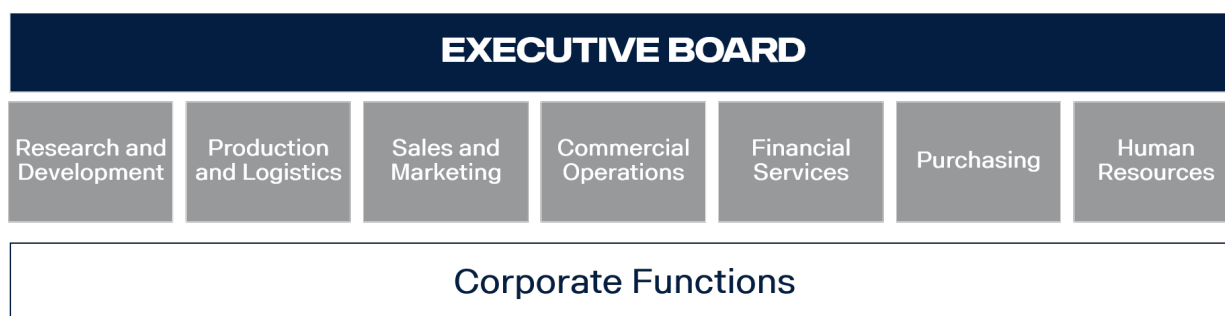 EXECUTIVE BOARD
Research and
Development
Production
and Logistics
Sales and
Marketing
Commercial
Operations
Financial
Services
Purchasing
Human
Resources
Corporate Functions